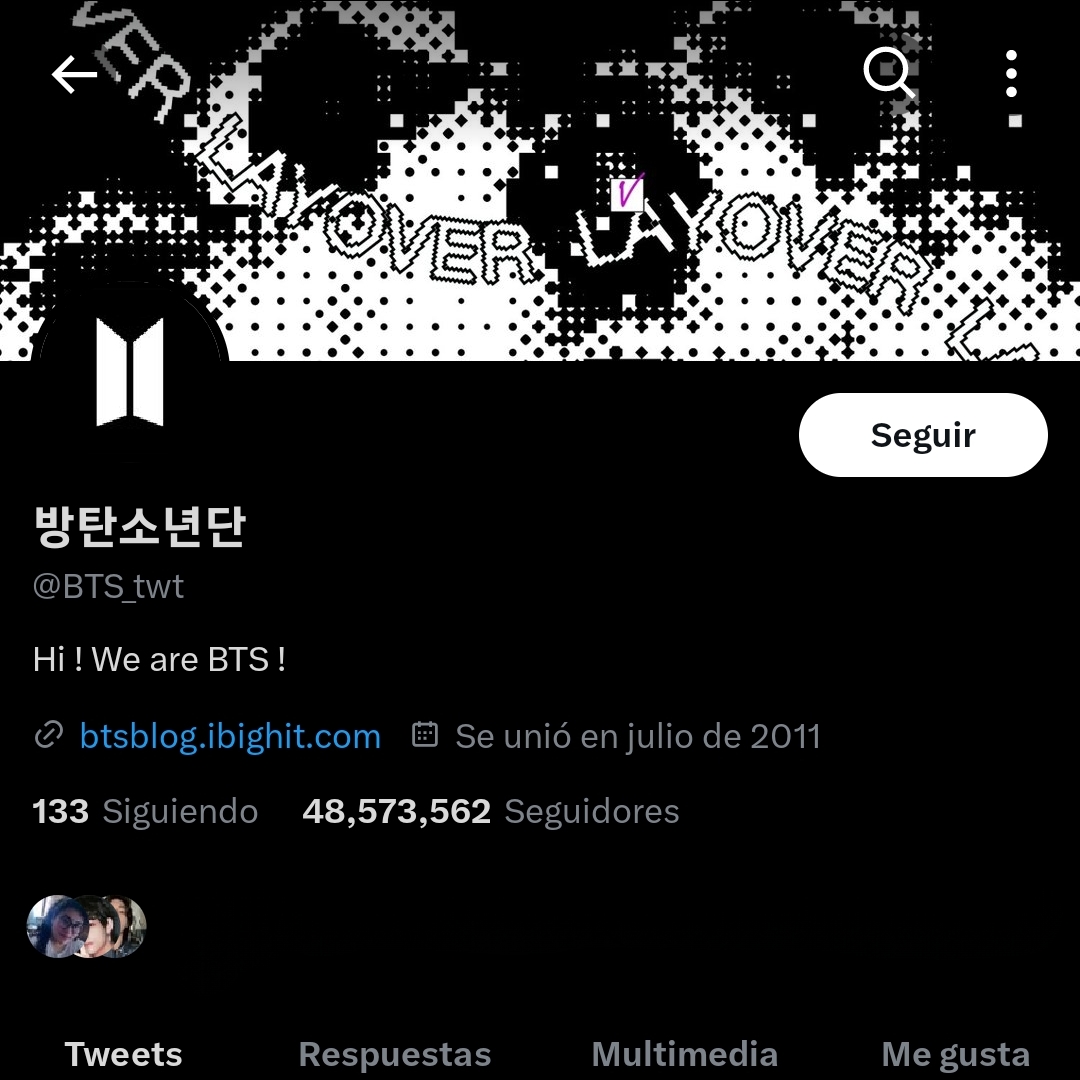 VER LAYOVER LAYOVER L
V
Seguir
방탄소년단
@BTS_twt
Hi ! We are BTS !
btsblog.ibighit.com Se unió en julio de 2011
133 Siguiendo 48,573,562 Seguidores
Tweets Respuestas Multimedia Me gusta